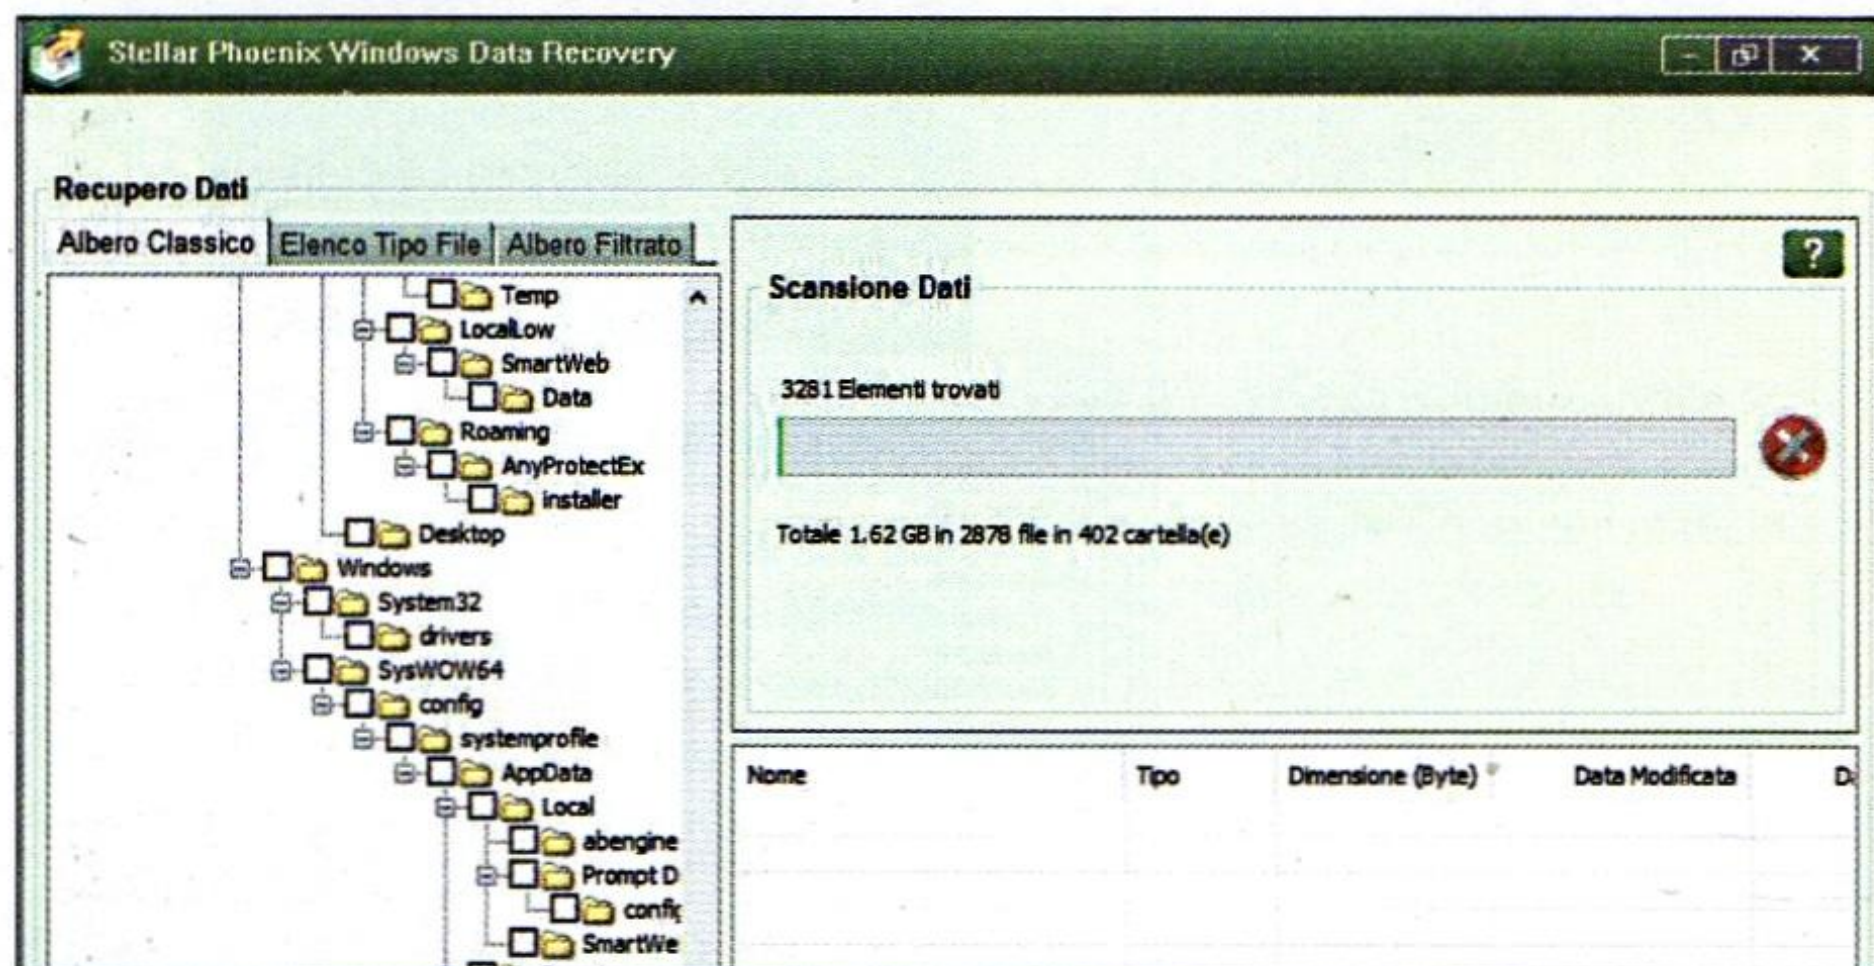 Stellar Phoenix Windows Data Recovery
Recupero Dati
Albero Classico
Elenco Tipo File
Albero Filtrato
Temp
LocalLow
SmartWeb
Data
Roaming
AnyProtectEx
installer
Desktop
Windows
System32
drivers
SysWOW64
config
systemprofile
AppData
Local
abengine
Prompt D
config
SmartWe
?
Scansione Dati
3281 Elementi trovati
Totale 1.62 GB in 2878 file in 402 cartella(e)
Nome Tipo Dimensione (Byte) Data Modificata